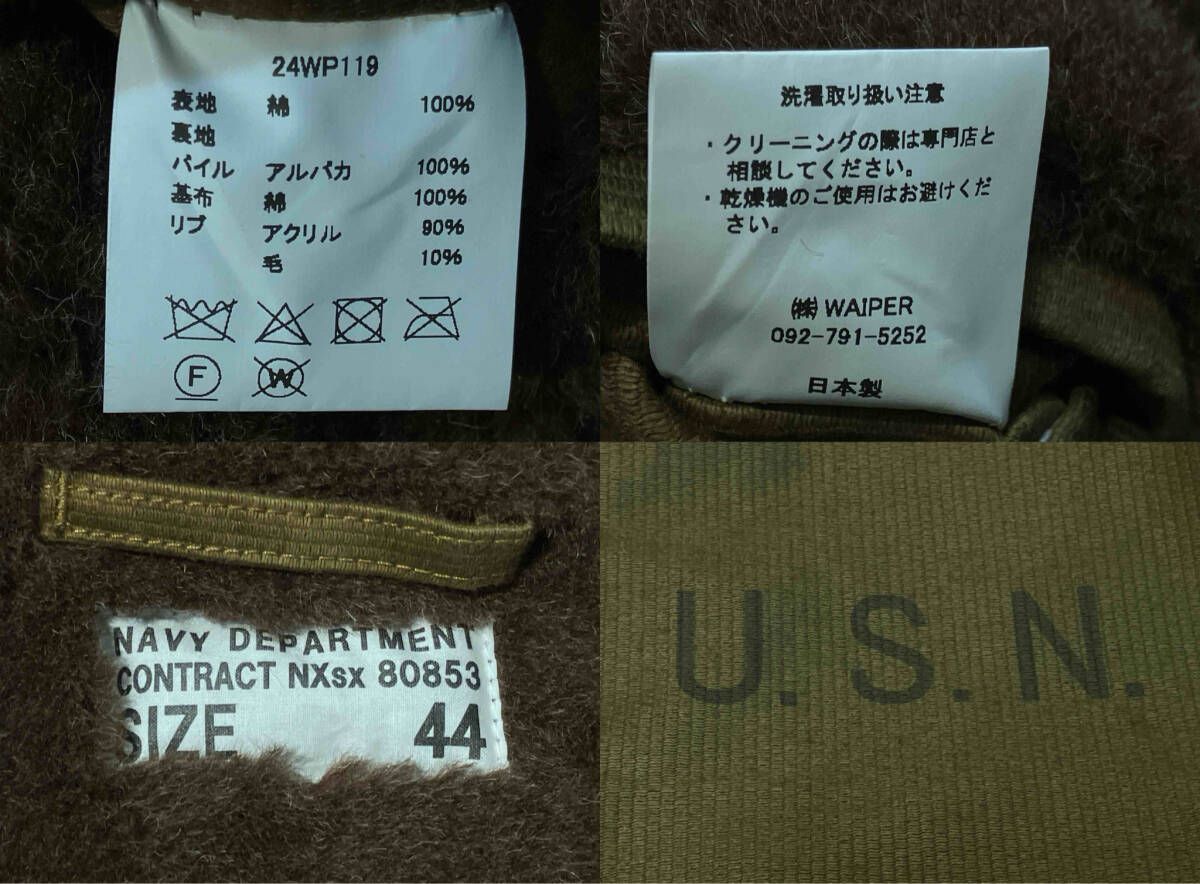 24WP119
表地 綿 100%
裏地
パイル アルパカ 100%
基布 綿 100%
リブ アクリル 90%
毛 10%
F W
洗濯取り扱い注意
・クリーニングの際は専門店と
相談してください。
・乾燥機のご使用はお避けくだ
さい。
㈱ WAIPER
092-791-5252
日本製
NAVY DEPARTMENT
CONTRACT NXsx 80853
SIZE 44
U. S. N.